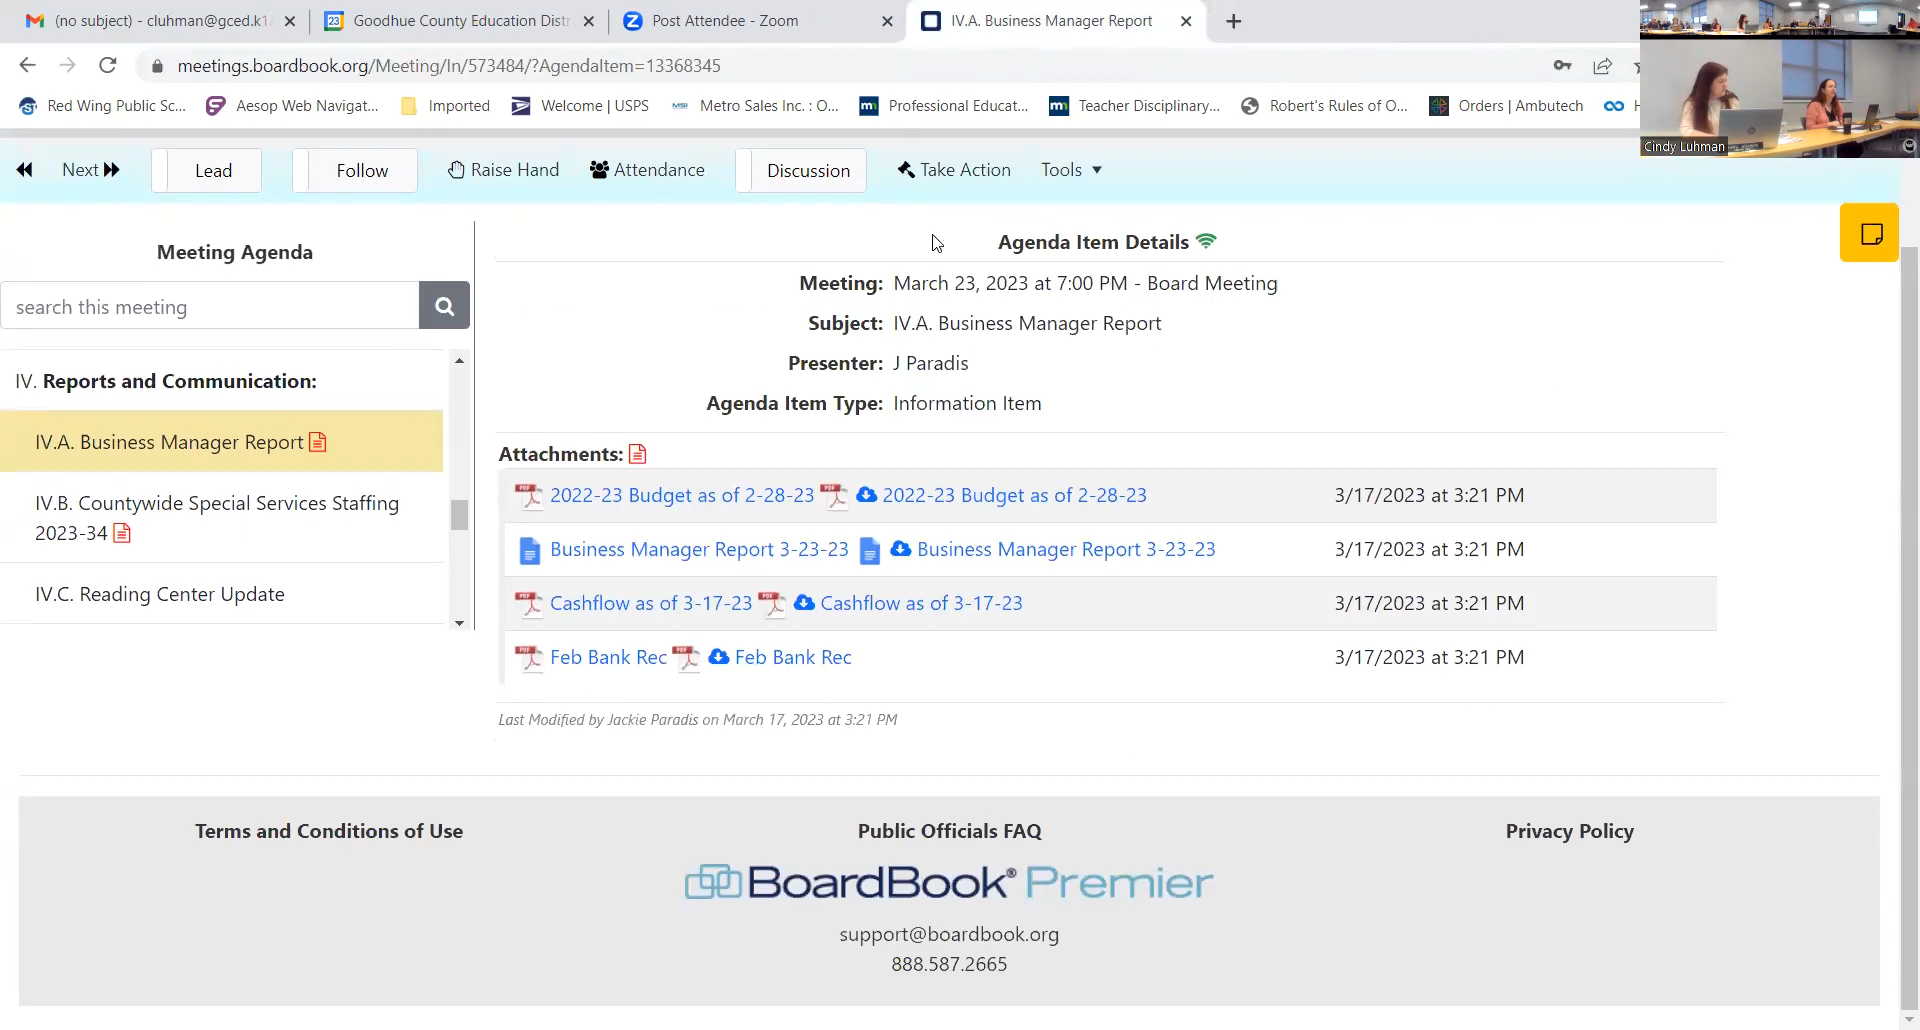 (no subject) - cluhman@gced.k12
Goodhue County Education Distr
Post Attendee - Zoom
IV.A. Business Manager Report
meetings.boardbook.org/Meeting/In/573484/?AgendaItem=13368345
Red Wing Public Sc...
Aesop Web Navigat...
Imported
Welcome | USPS
Metro Sales Inc. : O...
Professional Educat...
Teacher Disciplinary...
Robert's Rules of O...
Orders | Ambutech
H
Cindy Luhman
Next
Lead
Follow
Raise Hand
Attendance
Discussion
Take Action
Tools
Meeting Agenda
search this meeting
IV. Reports and Communication:
IV.A. Business Manager Report
IV.B. Countywide Special Services Staffing
2023-34
IV.C. Reading Center Update
Agenda Item Details
Meeting: March 23, 2023 at 7:00 PM - Board Meeting
Subject: IV.A. Business Manager Report
Presenter: J Paradis
Agenda Item Type: Information Item
Attachments:
2022-23 Budget as of 2-28-23 2022-23 Budget as of 2-28-23 3/17/2023 at 3:21 PM
Business Manager Report 3-23-23 Business Manager Report 3-23-23 3/17/2023 at 3:21 PM
Cashflow as of 3-17-23 Cashflow as of 3-17-23 3/17/2023 at 3:21 PM
Feb Bank Rec Feb Bank Rec 3/17/2023 at 3:21 PM
Last Modified by Jackie Paradis on March 17, 2023 at 3:21 PM
Terms and Conditions of Use
Public Officials FAQ
Privacy Policy
BoardBook® Premier
support@boardbook.org
888.587.2665